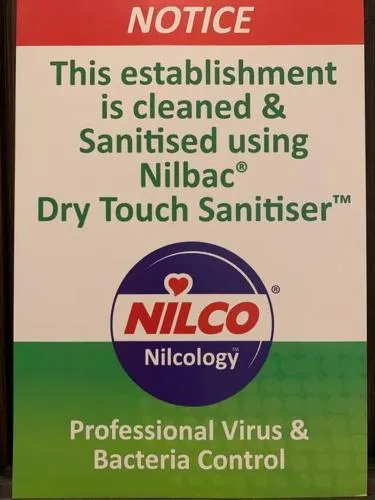 NOTICE
This establishment
is cleaned &
Sanitised using
Nilbac®
Dry Touch Sanitiser™
NILCO®
Nilcology™
Professional Virus &
Bacteria Control